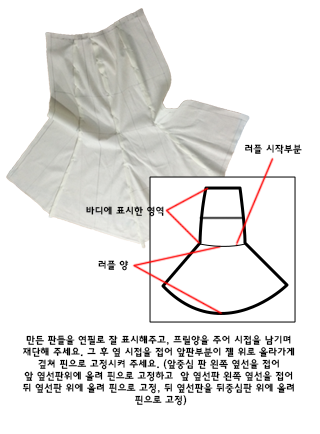 러플 시작부분
바디에 표시한 영역
러플 양
만든 판들을 연필로 잘 표시해주고, 프릴양을 주어 시접을 남기며
재단해 주세요. 그 후 옆 시접을 접어 앞판부분이 젤 위로 올라가게
겹쳐 핀으로 고정시켜 주세요. (앞중심 판 왼쪽 옆선을 접어
앞 옆선판위에 올려 핀으로 고정하고 앞 옆선판 왼쪽 옆선을 접어
뒤 옆선판 위에 올려 핀으로 고정, 뒤 옆선판을 뒤중심판 위에 올려
핀으로 고정)